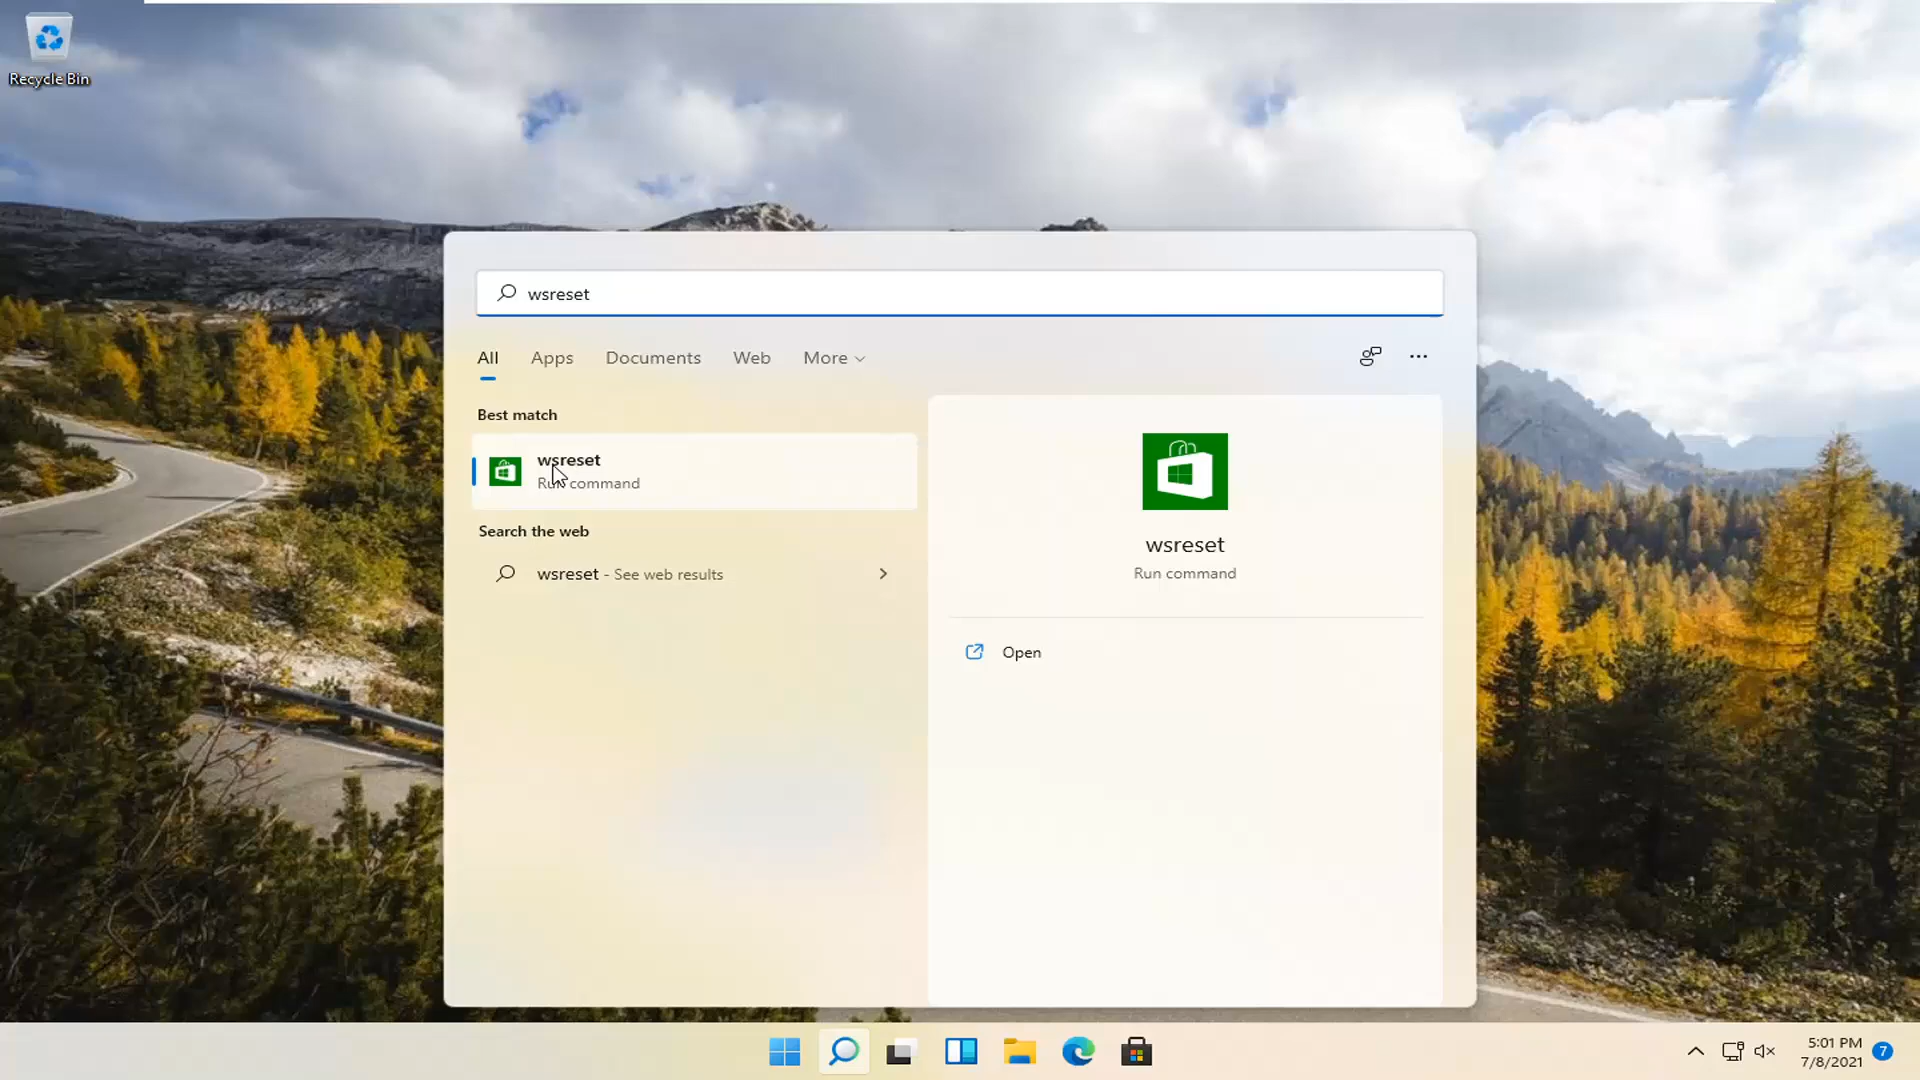 Recycle Bin
wsreset
All
Apps
Documents
Web
More
Best match
wsreset
Run command
Search the web
wsreset - See web results
wsreset
Run command
Open
5:01 PM
7/8/2021
7